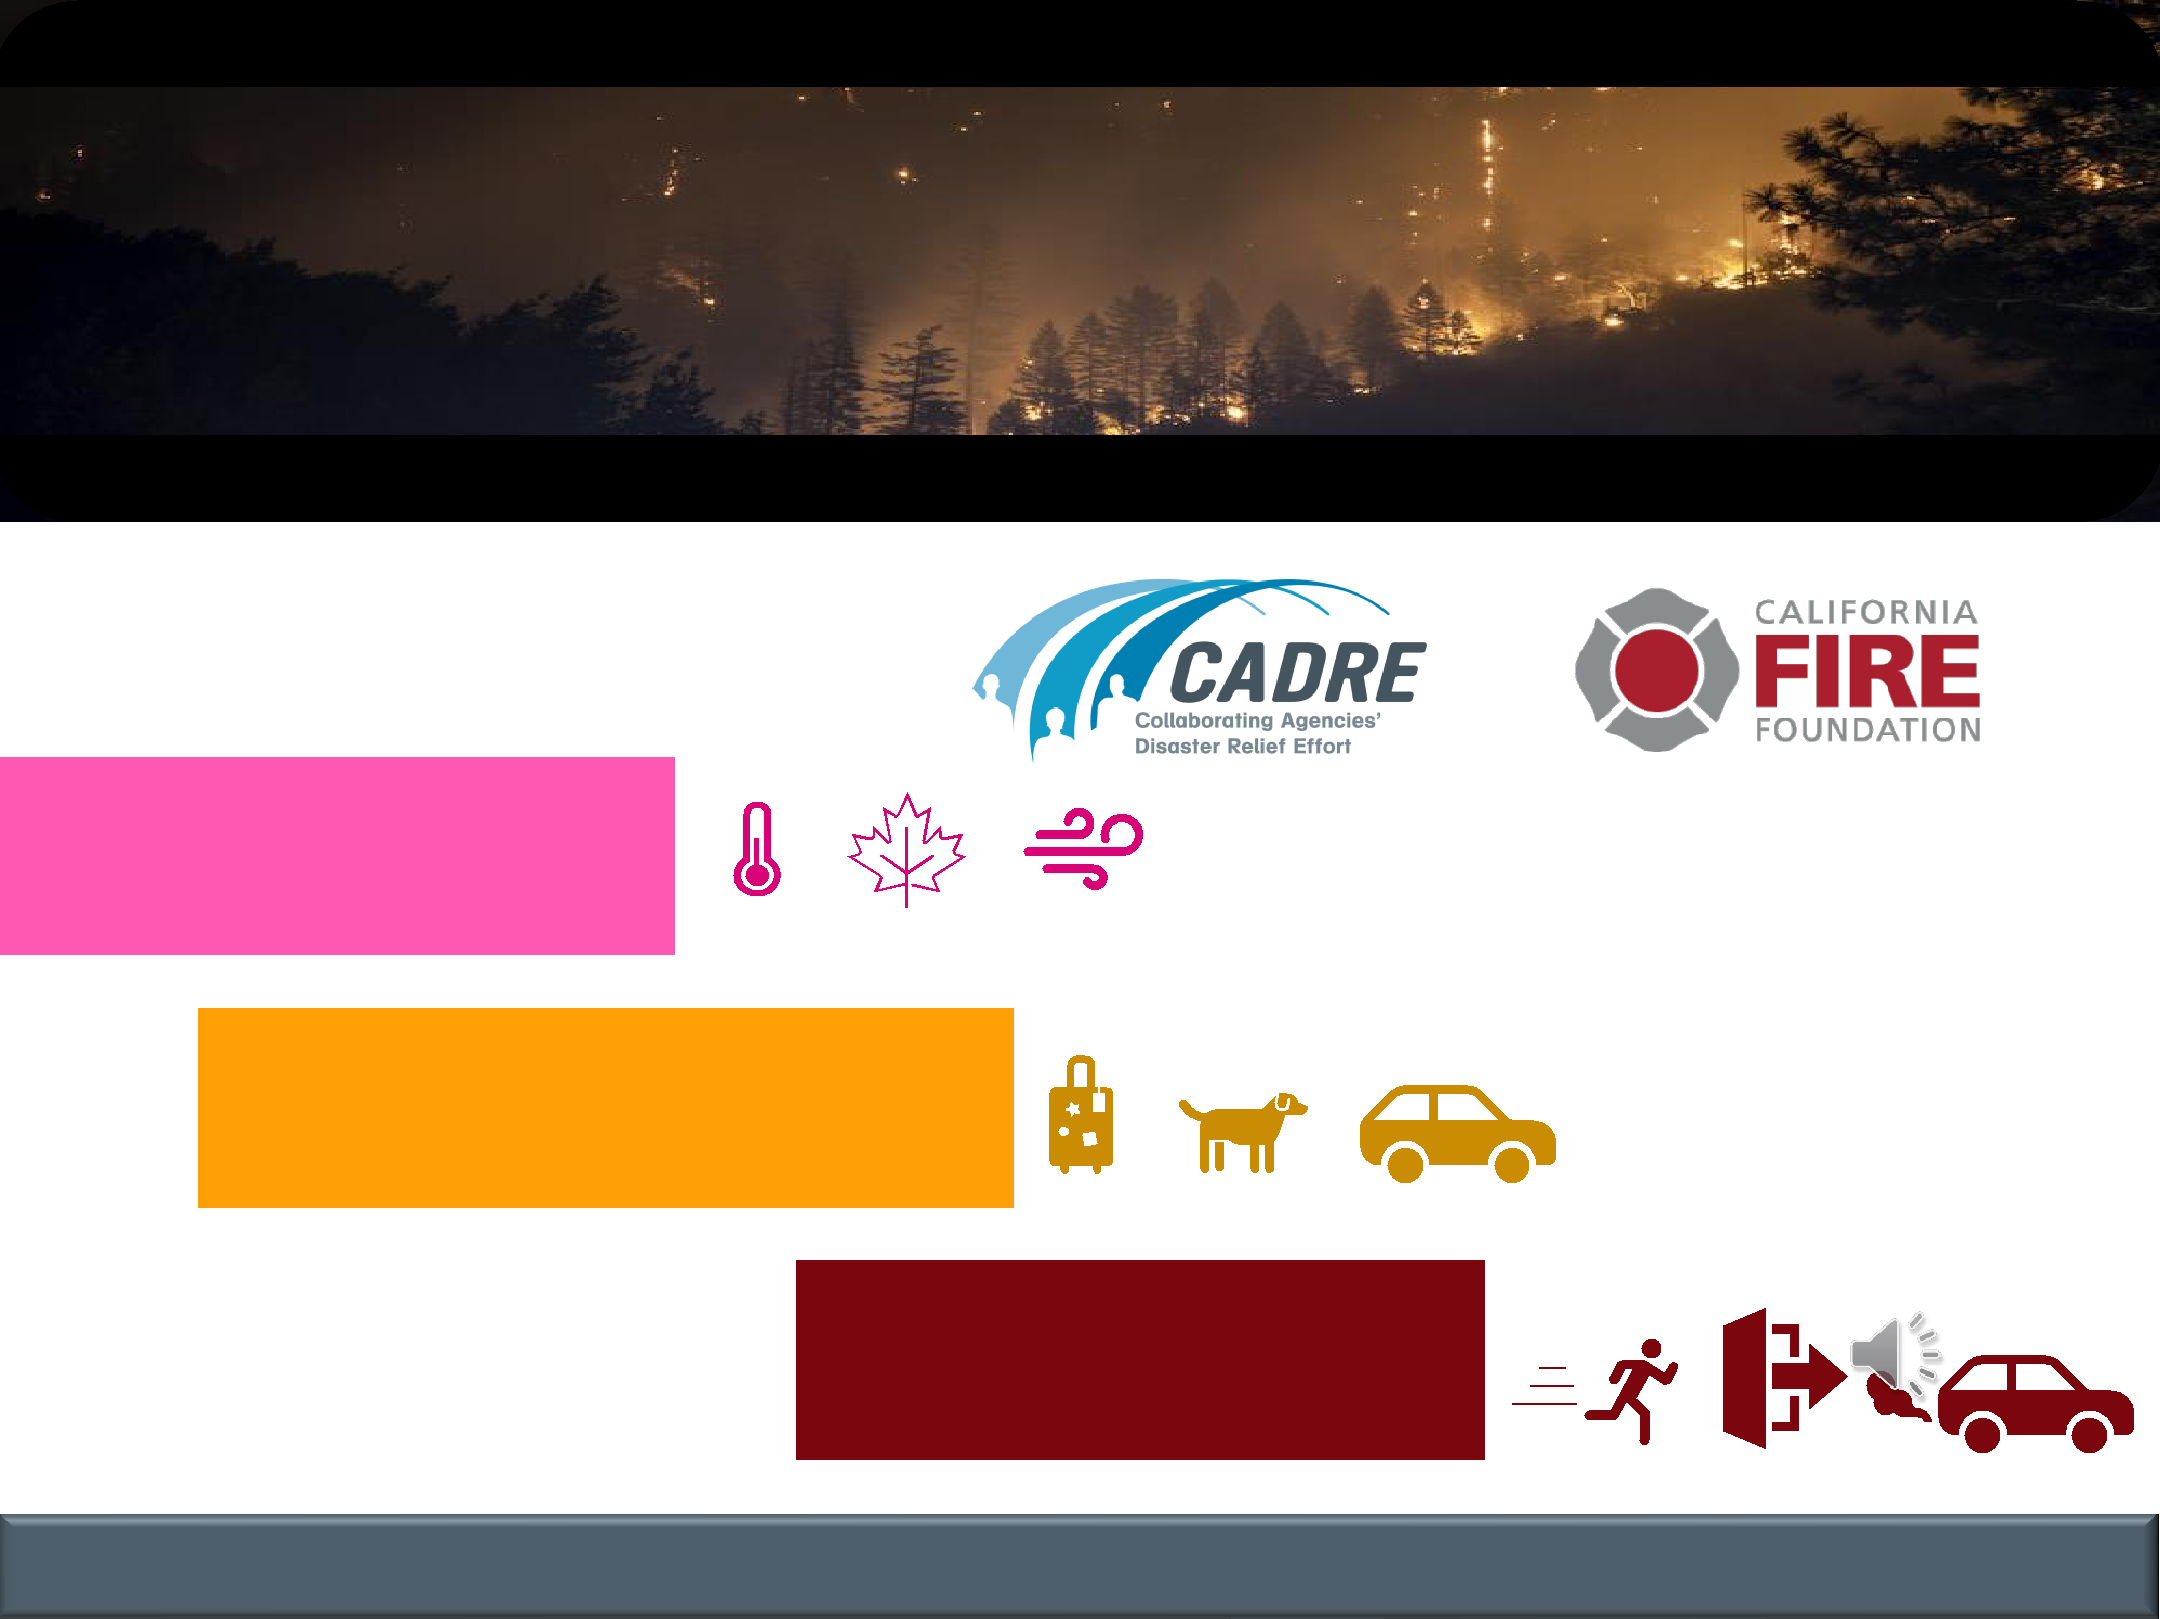 CADRE
Collaborating Agencies'
Disaster Relief Effort
CALIFORNIA
FIRE
FOUNDATION